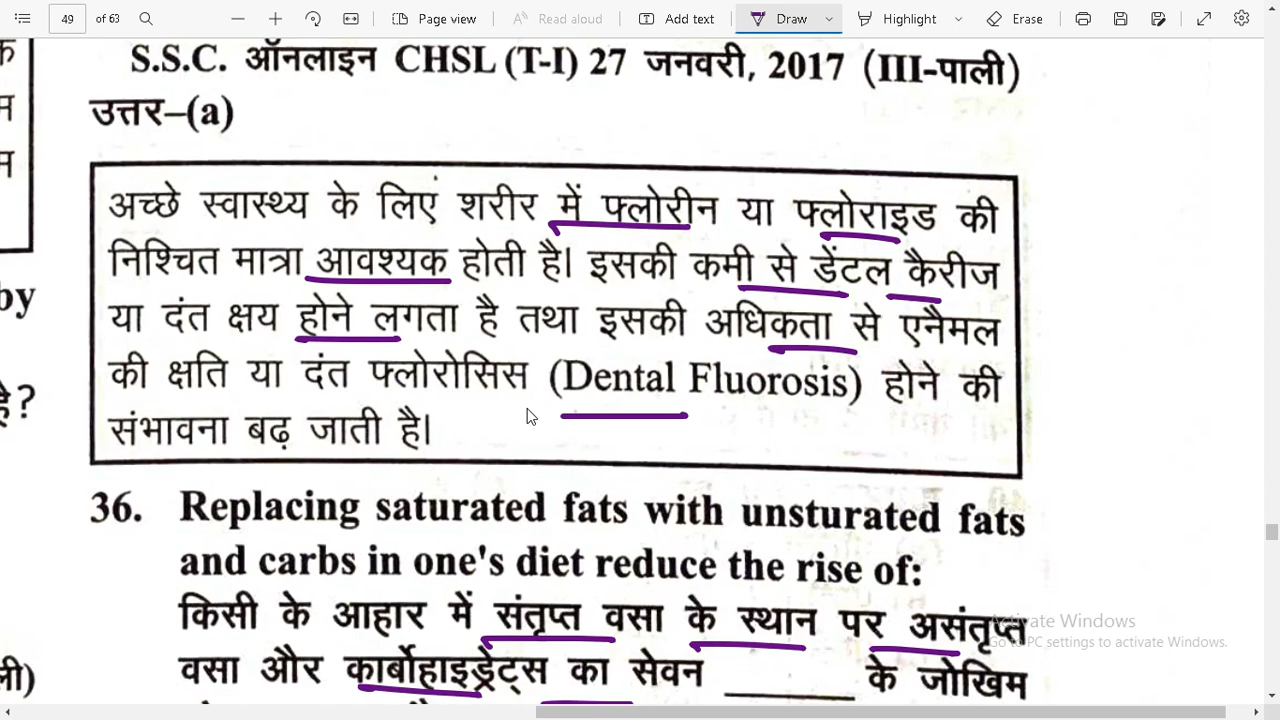 49 of 63 Page view Read aloud Add text Draw Highlight Erase
S.S.C. ऑनलाइन CHSL (T-I) 27 जनवरी, 2017 (III-पाली)
उत्तर–(a)
अच्छे स्वास्थ्य के लिएं शरीर में फ्लोरीन या फ्लोराइड की
निश्चित मात्रा आवश्यक होती है। इसकी कमी से डेंटल कैरीज
या दंत क्षय होने लगता है तथा इसकी अधिकता से एनैमल
की क्षति या दंत फ्लोरोसिस (Dental Fluorosis) होने की
संभावना बढ़ जाती है।
by
है?
36. Replacing saturated fats with unsturated fats
and carbs in one's diet reduce the rise of:
किसी के आहार में संतृप्त वसा के स्थान पर असंतृप्त
वसा और कार्बोहाइड्रेट्स का सेवन ______ के जोखिम
ली)
Activate Windows
Go to PC settings to activate Windows.